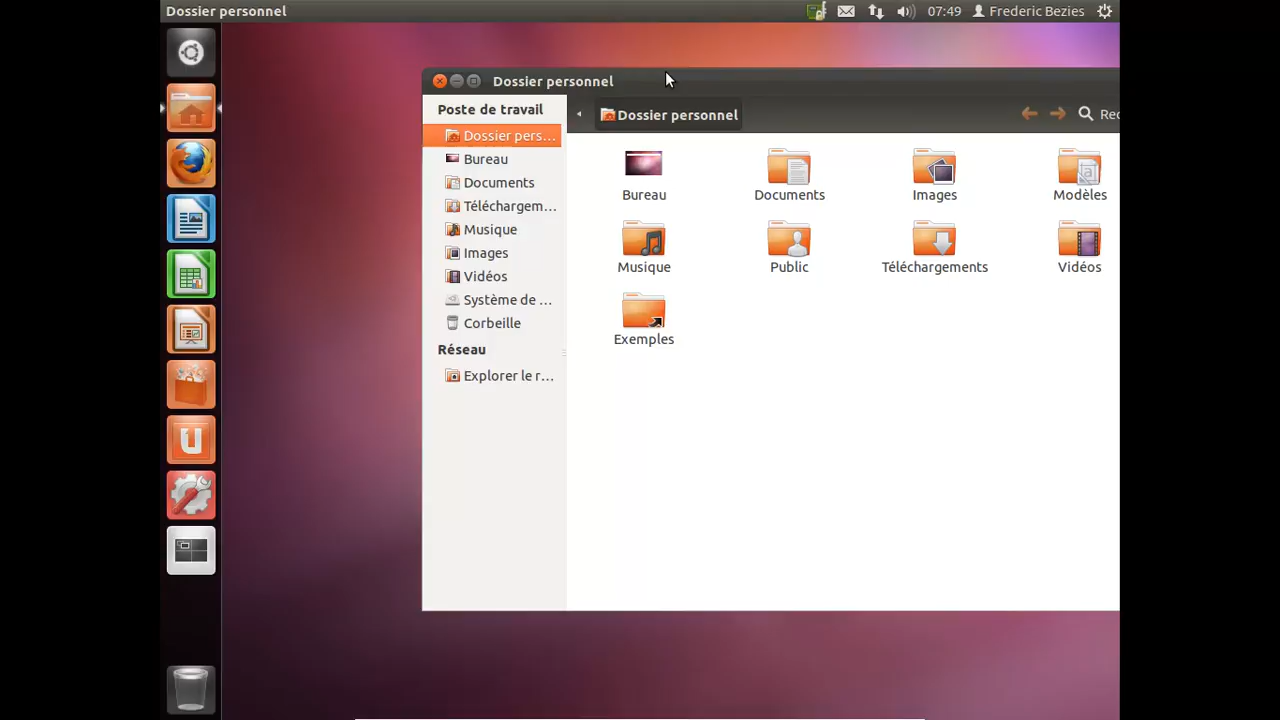 Dossier personnel
07:49
Frederic Bezies
Dossier personnel
Poste de travail
Dossier pers...
Bureau
Documents
Téléchargem...
Musique
Images
Vidéos
Système de ...
Corbeille
Réseau
Explorer le r...
Dossier personnel
Rec
Bureau
Documents
Images
Modèles
Musique
Public
Téléchargements
Vidéos
Exemples